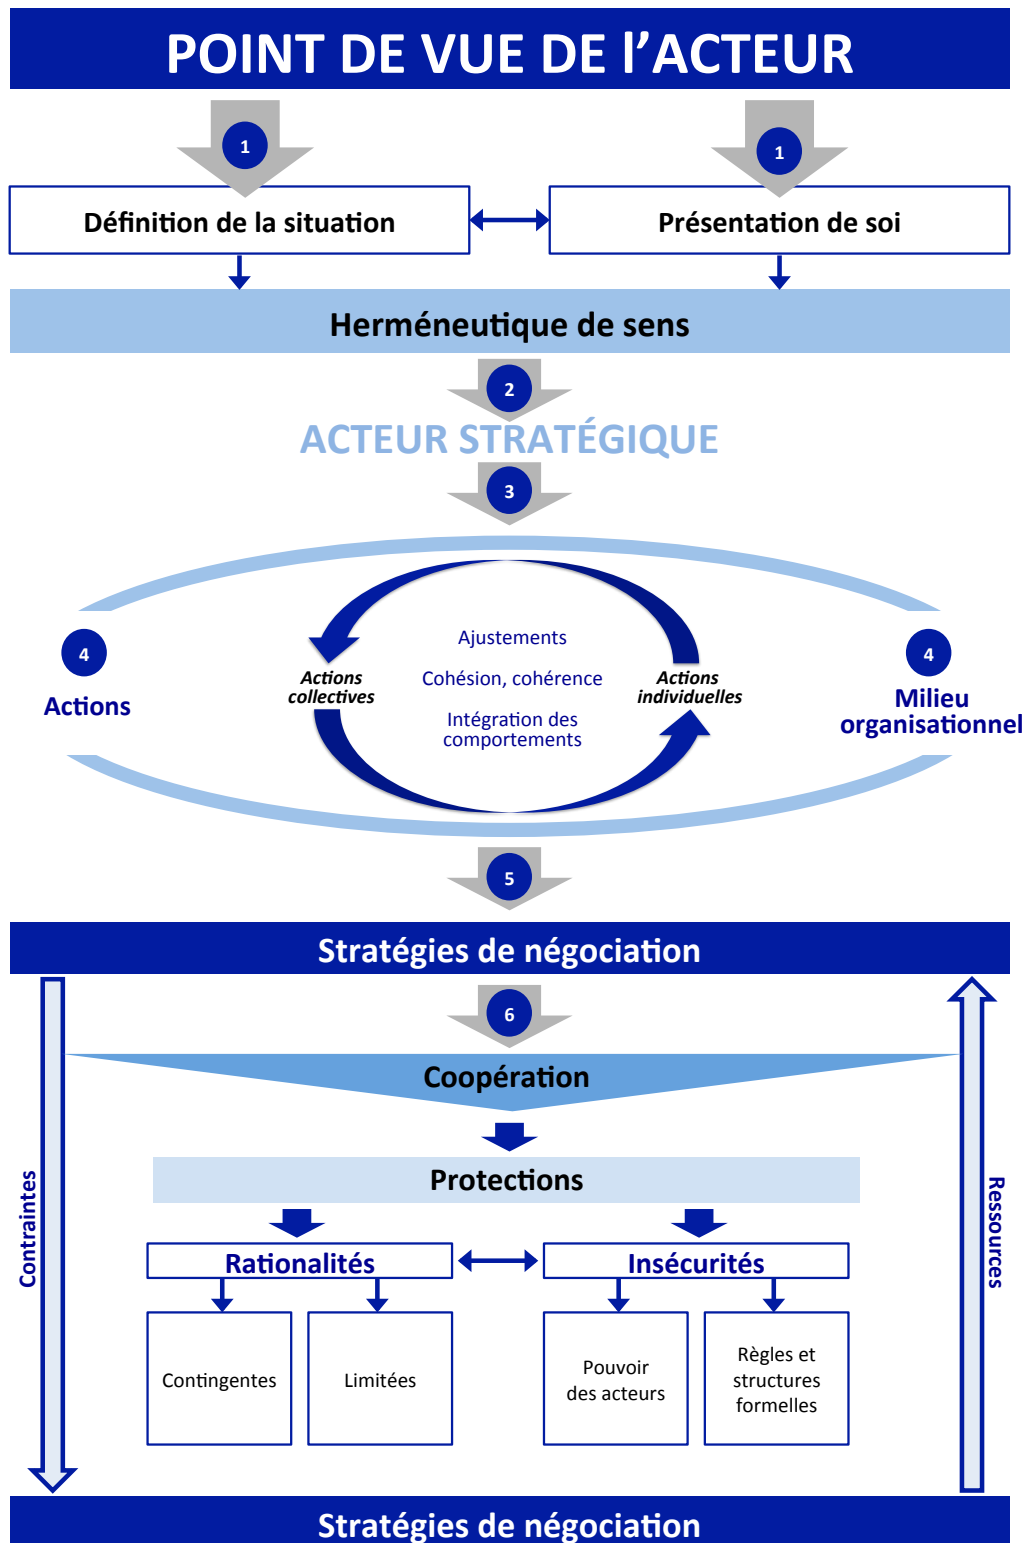 POINT DE VUE DE l’ACTEUR
1
1
Définition de la situation
Présentation de soi
Herméneutique de sens
2
ACTEUR STRATÉGIQUE
3
4
Actions
Actions
collectives
Ajustements
Cohésion, cohérence
Intégration des
comportements
Actions
individuelles
4
Milieu
organisationnel
5
Stratégies de négociation
6
Coopération
Contraintes
Ressources
Protections
Rationalités
Insécurités
Contingentes
Limitées
Pouvoir
des acteurs
Règles et
structures
formelles
Stratégies de négociation